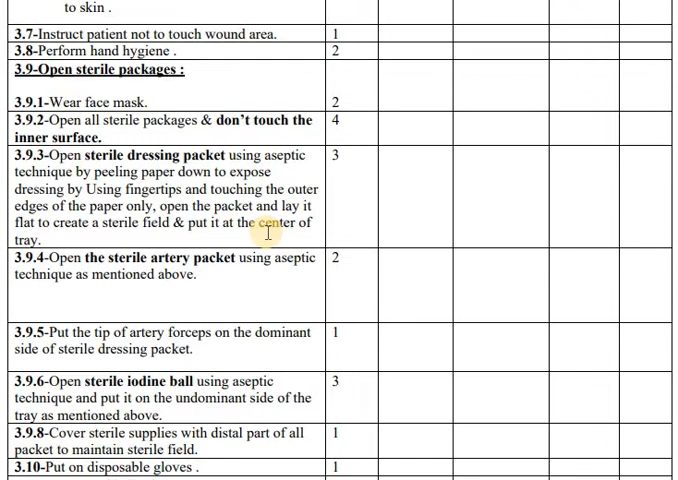 to skin .
3.7-Instruct patient not to touch wound area. 1
3.8-Perform hand hygiene . 2
3.9-Open sterile packages :
3.9.1-Wear face mask. 2
3.9.2-Open all sterile packages & don't touch the 4
inner surface.
3.9.3-Open sterile dressing packet using aseptic 3
technique by peeling paper down to expose
dressing by Using fingertips and touching the outer
edges of the paper only, open the packet and lay it
flat to create a sterile field & put it at the center of
tray.
3.9.4-Open the sterile artery packet using aseptic 2
technique as mentioned above.
3.9.5-Put the tip of artery forceps on the dominant 1
side of sterile dressing packet.
3.9.6-Open sterile iodine ball using aseptic 3
technique and put it on the undominant side of the
tray as mentioned above.
3.9.8-Cover sterile supplies with distal part of all 1
packet to maintain sterile field.
3.10-Put on disposable gloves . 1